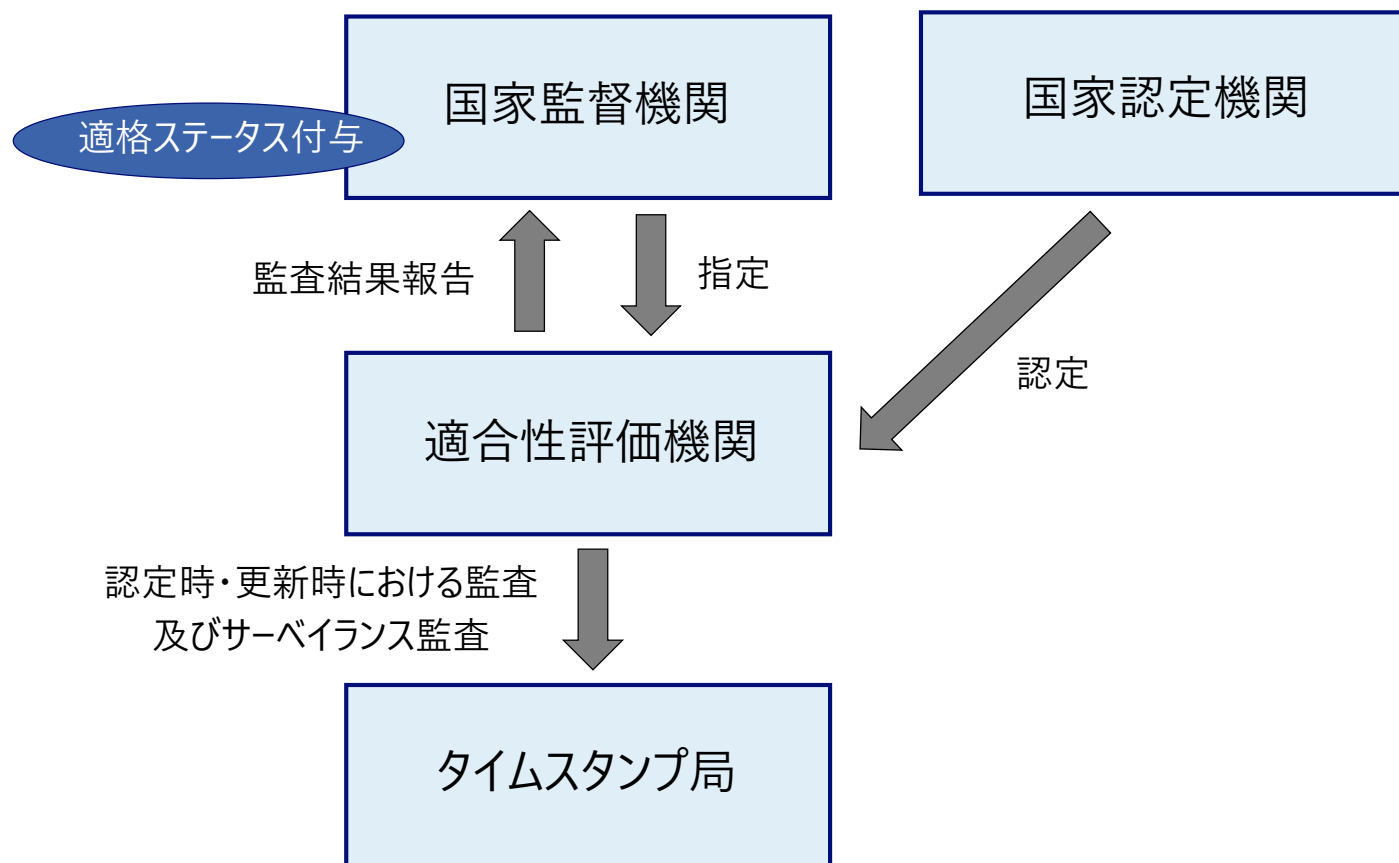 国家監督機関
国家認定機関
適格ステータス付与
監査結果報告
指定
認定
適合性評価機関
認定時・更新時における監査
及びサーベイランス監査
タイムスタンプ局